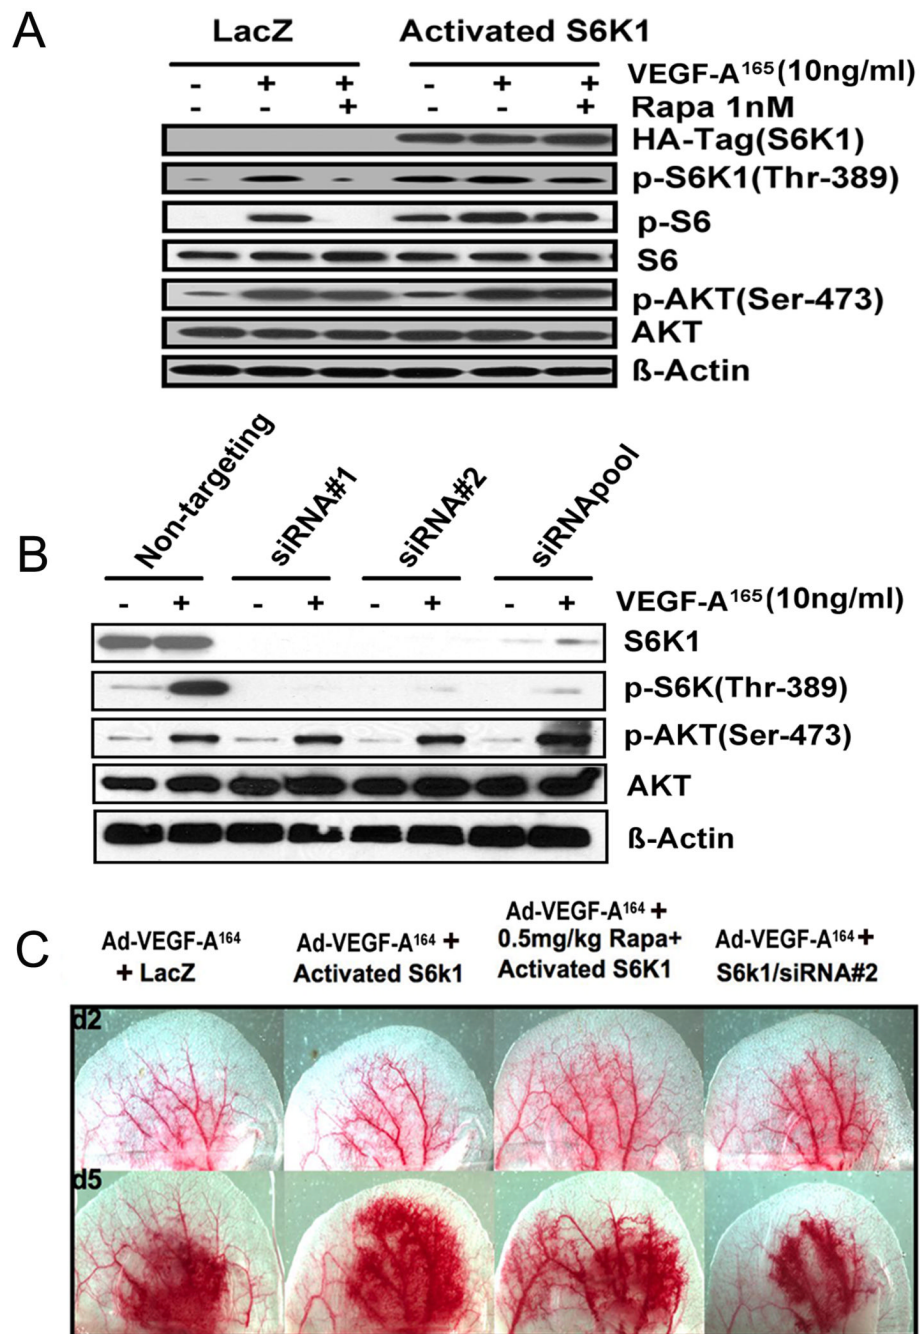 A
LacZ Activated S6K1
- + + - + + VEGF-A¹⁶⁵(10ng/ml)
- - + - - + Rapa 1nM
HA-Tag(S6K1)
p-S6K1(Thr-389)
p-S6
S6
p-AKT(Ser-473)
AKT
ß-Actin
B
Non-targeting siRNA#1 siRNA#2 siRNApool
- + - + - + - + VEGF-A¹⁶⁵(10ng/ml)
S6K1
p-S6K(Thr-389)
p-AKT(Ser-473)
AKT
ß-Actin
C
Ad-VEGF-A¹⁶⁴
+ LacZ
Ad-VEGF-A¹⁶⁴ +
Activated S6k1
Ad-VEGF-A¹⁶⁴ +
0.5mg/kg Rapa+
Activated S6K1
Ad-VEGF-A¹⁶⁴ +
S6k1/siRNA#2
d2
d5